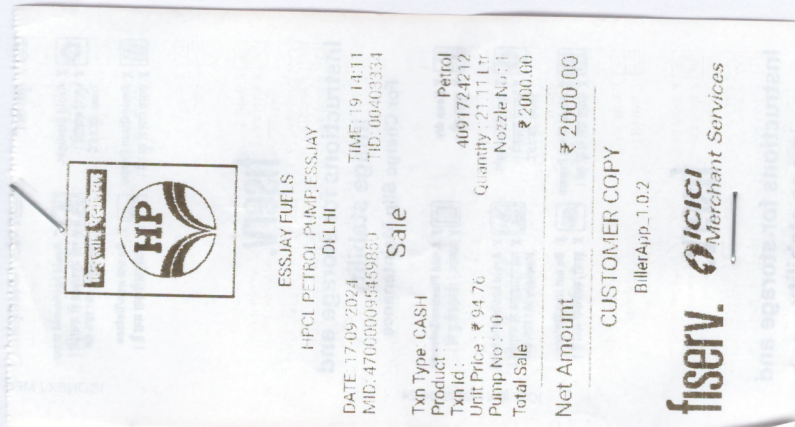 HP
ESSJAY FUELS
HPCL PETROL PUMP, ESSJAY
DELHI
DATE: 17-09-2024 TIME: 19:14:11
MID: TID: 00403334
Sale
Txn Type: CASH
Product : Petrol
Txn Id : 4091724212
Unit Price : ₹ 94.76 Quantity : 21.11 Ltr
Pump No : 10 Nozzle No : 1
Total Sale ₹ 2000.00
Net Amount ₹ 2000.00
CUSTOMER COPY
BillerApp_1.0.2
fiserv. ICICI
Merchant Services